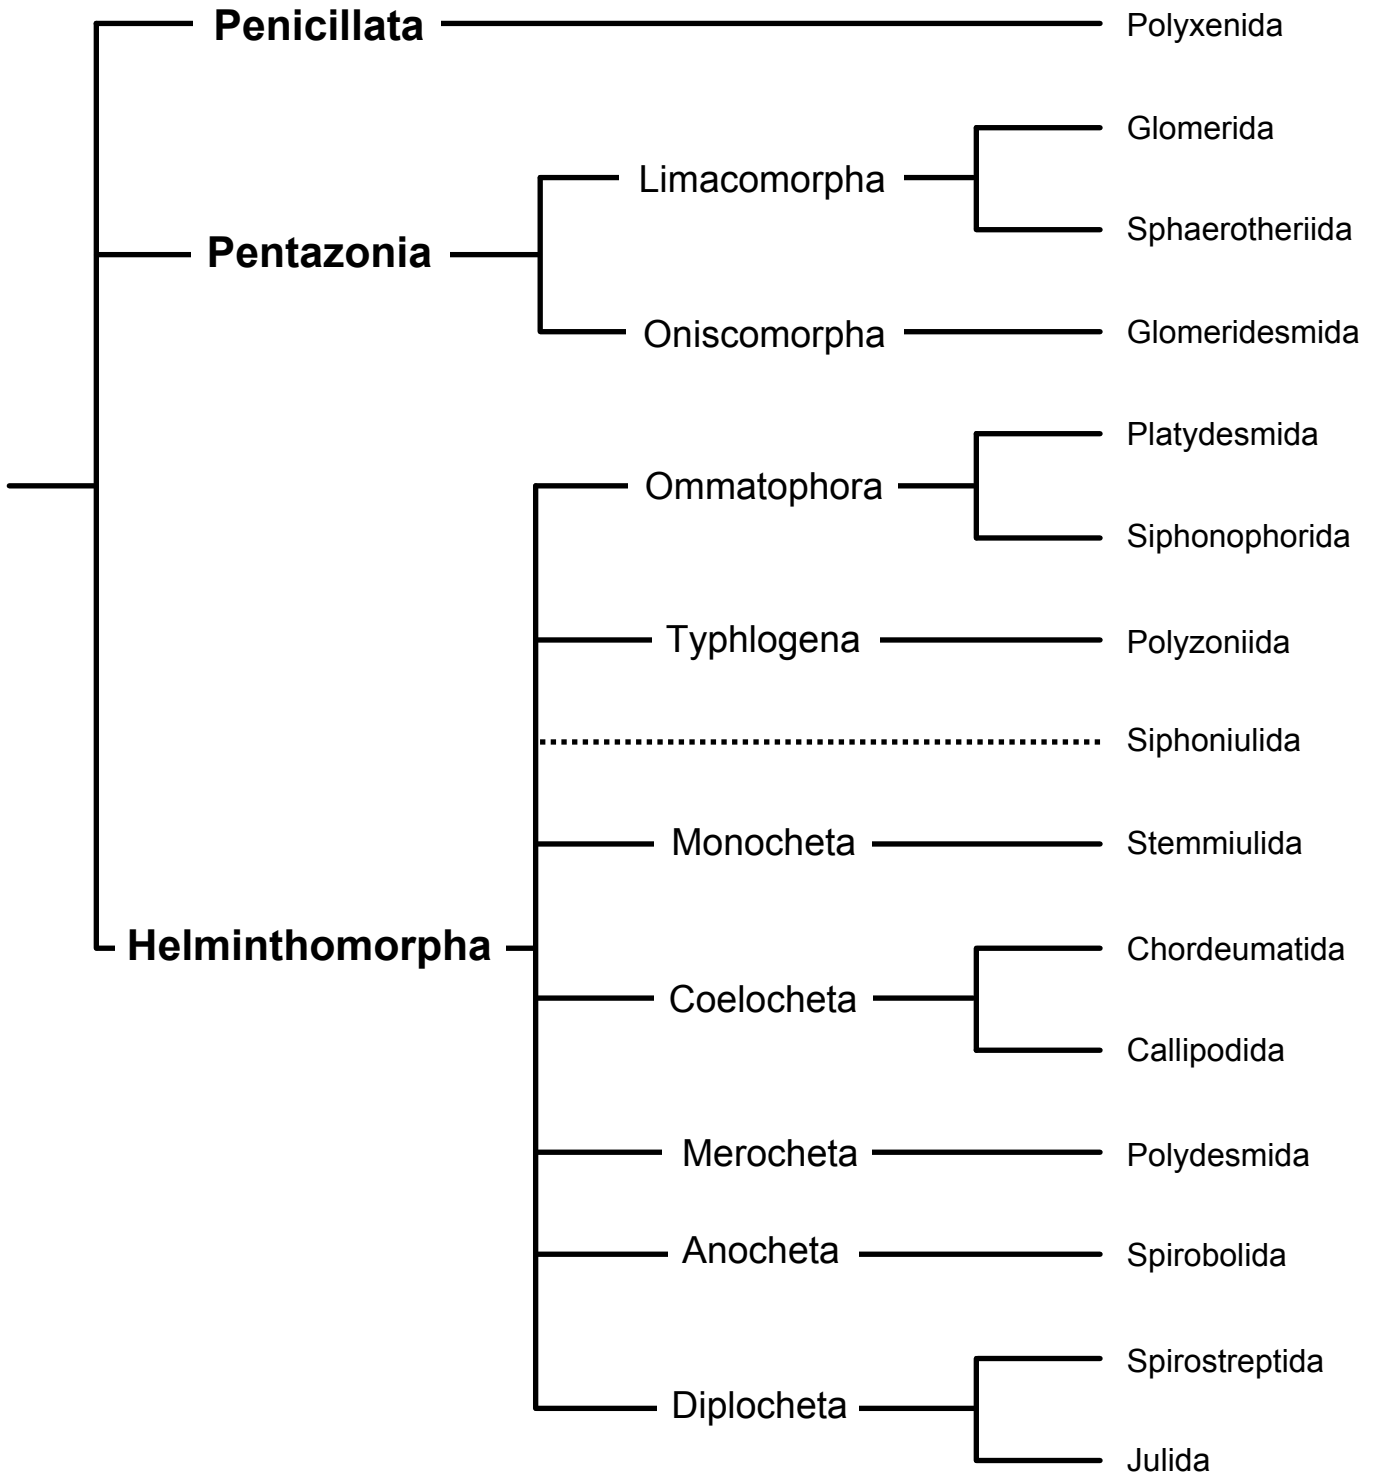 Penicillata
Polyxenida
Glomerida
Limacomorpha
Sphaerotheriida
Pentazonia
Oniscomorpha
Glomeridesmida
Platydesmida
Ommatophora
Siphonophorida
Typhlogena
Polyzoniida
Siphoniulida
Monocheta
Stemmiulida
Helminthomorpha
Chordeumatida
Coelocheta
Callipodida
Merocheta
Polydesmida
Anocheta
Spirobolida
Spirostreptida
Diplocheta
Julida